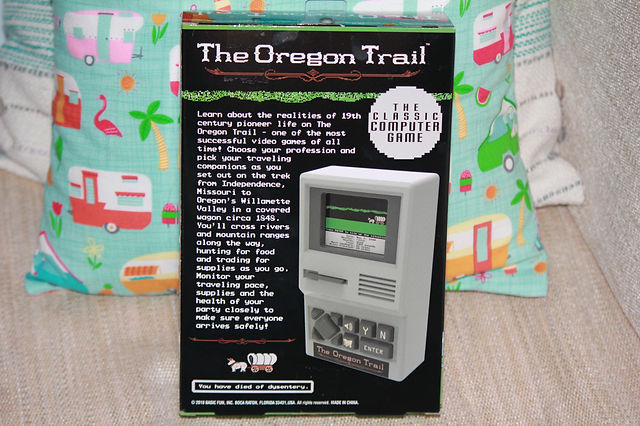 The Oregon Trail™
THE
CLASSIC
COMPUTER
GAME
Learn about the realities of 19th
century pioneer life on The
Oregon Trail - one of the most
successful video games of all
time! Choose your profession and
pick your traveling
companions as you
set out on the trek
from Independence,
Missouri to
Oregon's Willamette
Valley in a covered
wagon circa 1848.
You'll cross rivers
and mountain ranges
along the way,
hunting for food
and trading for
supplies as you go.
Monitor your
traveling pace,
supplies and the
health of your
party closely to
make sure everyone
arrives safely!
Y N
ENTER
The Oregon Trail
You have died of dysentery.
© 2018 BASIC FUN, INC. BOCA RATON, FLORIDA 33431, USA. All rights reserved. MADE IN CHINA.